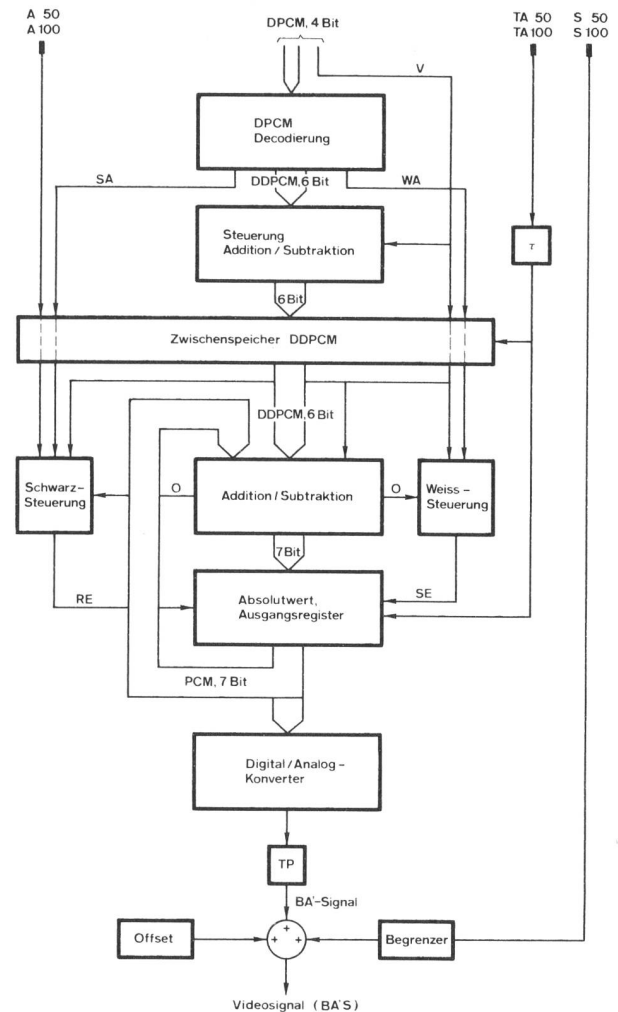 A 50
A 100
DPCM, 4 Bit
TA 50
TA 100
S 50
S 100
V
DPCM
Decodierung
SA
DDPCM, 6 Bit
WA
Steuerung
Addition / Subtraktion
τ
6 Bit
Zwischenspeicher DDPCM
DDPCM, 6 Bit
Schwarz-
Steuerung
O
Addition / Subtraktion
O
Weiss-
Steuerung
7 Bit
RE
Absolutwert,
Ausgangsregister
SE
PCM, 7 Bit
Digital / Analog-
Konverter
TP
BA'-Signal
Offset
+ + +
Begrenzer
Videosignal (BA'S)